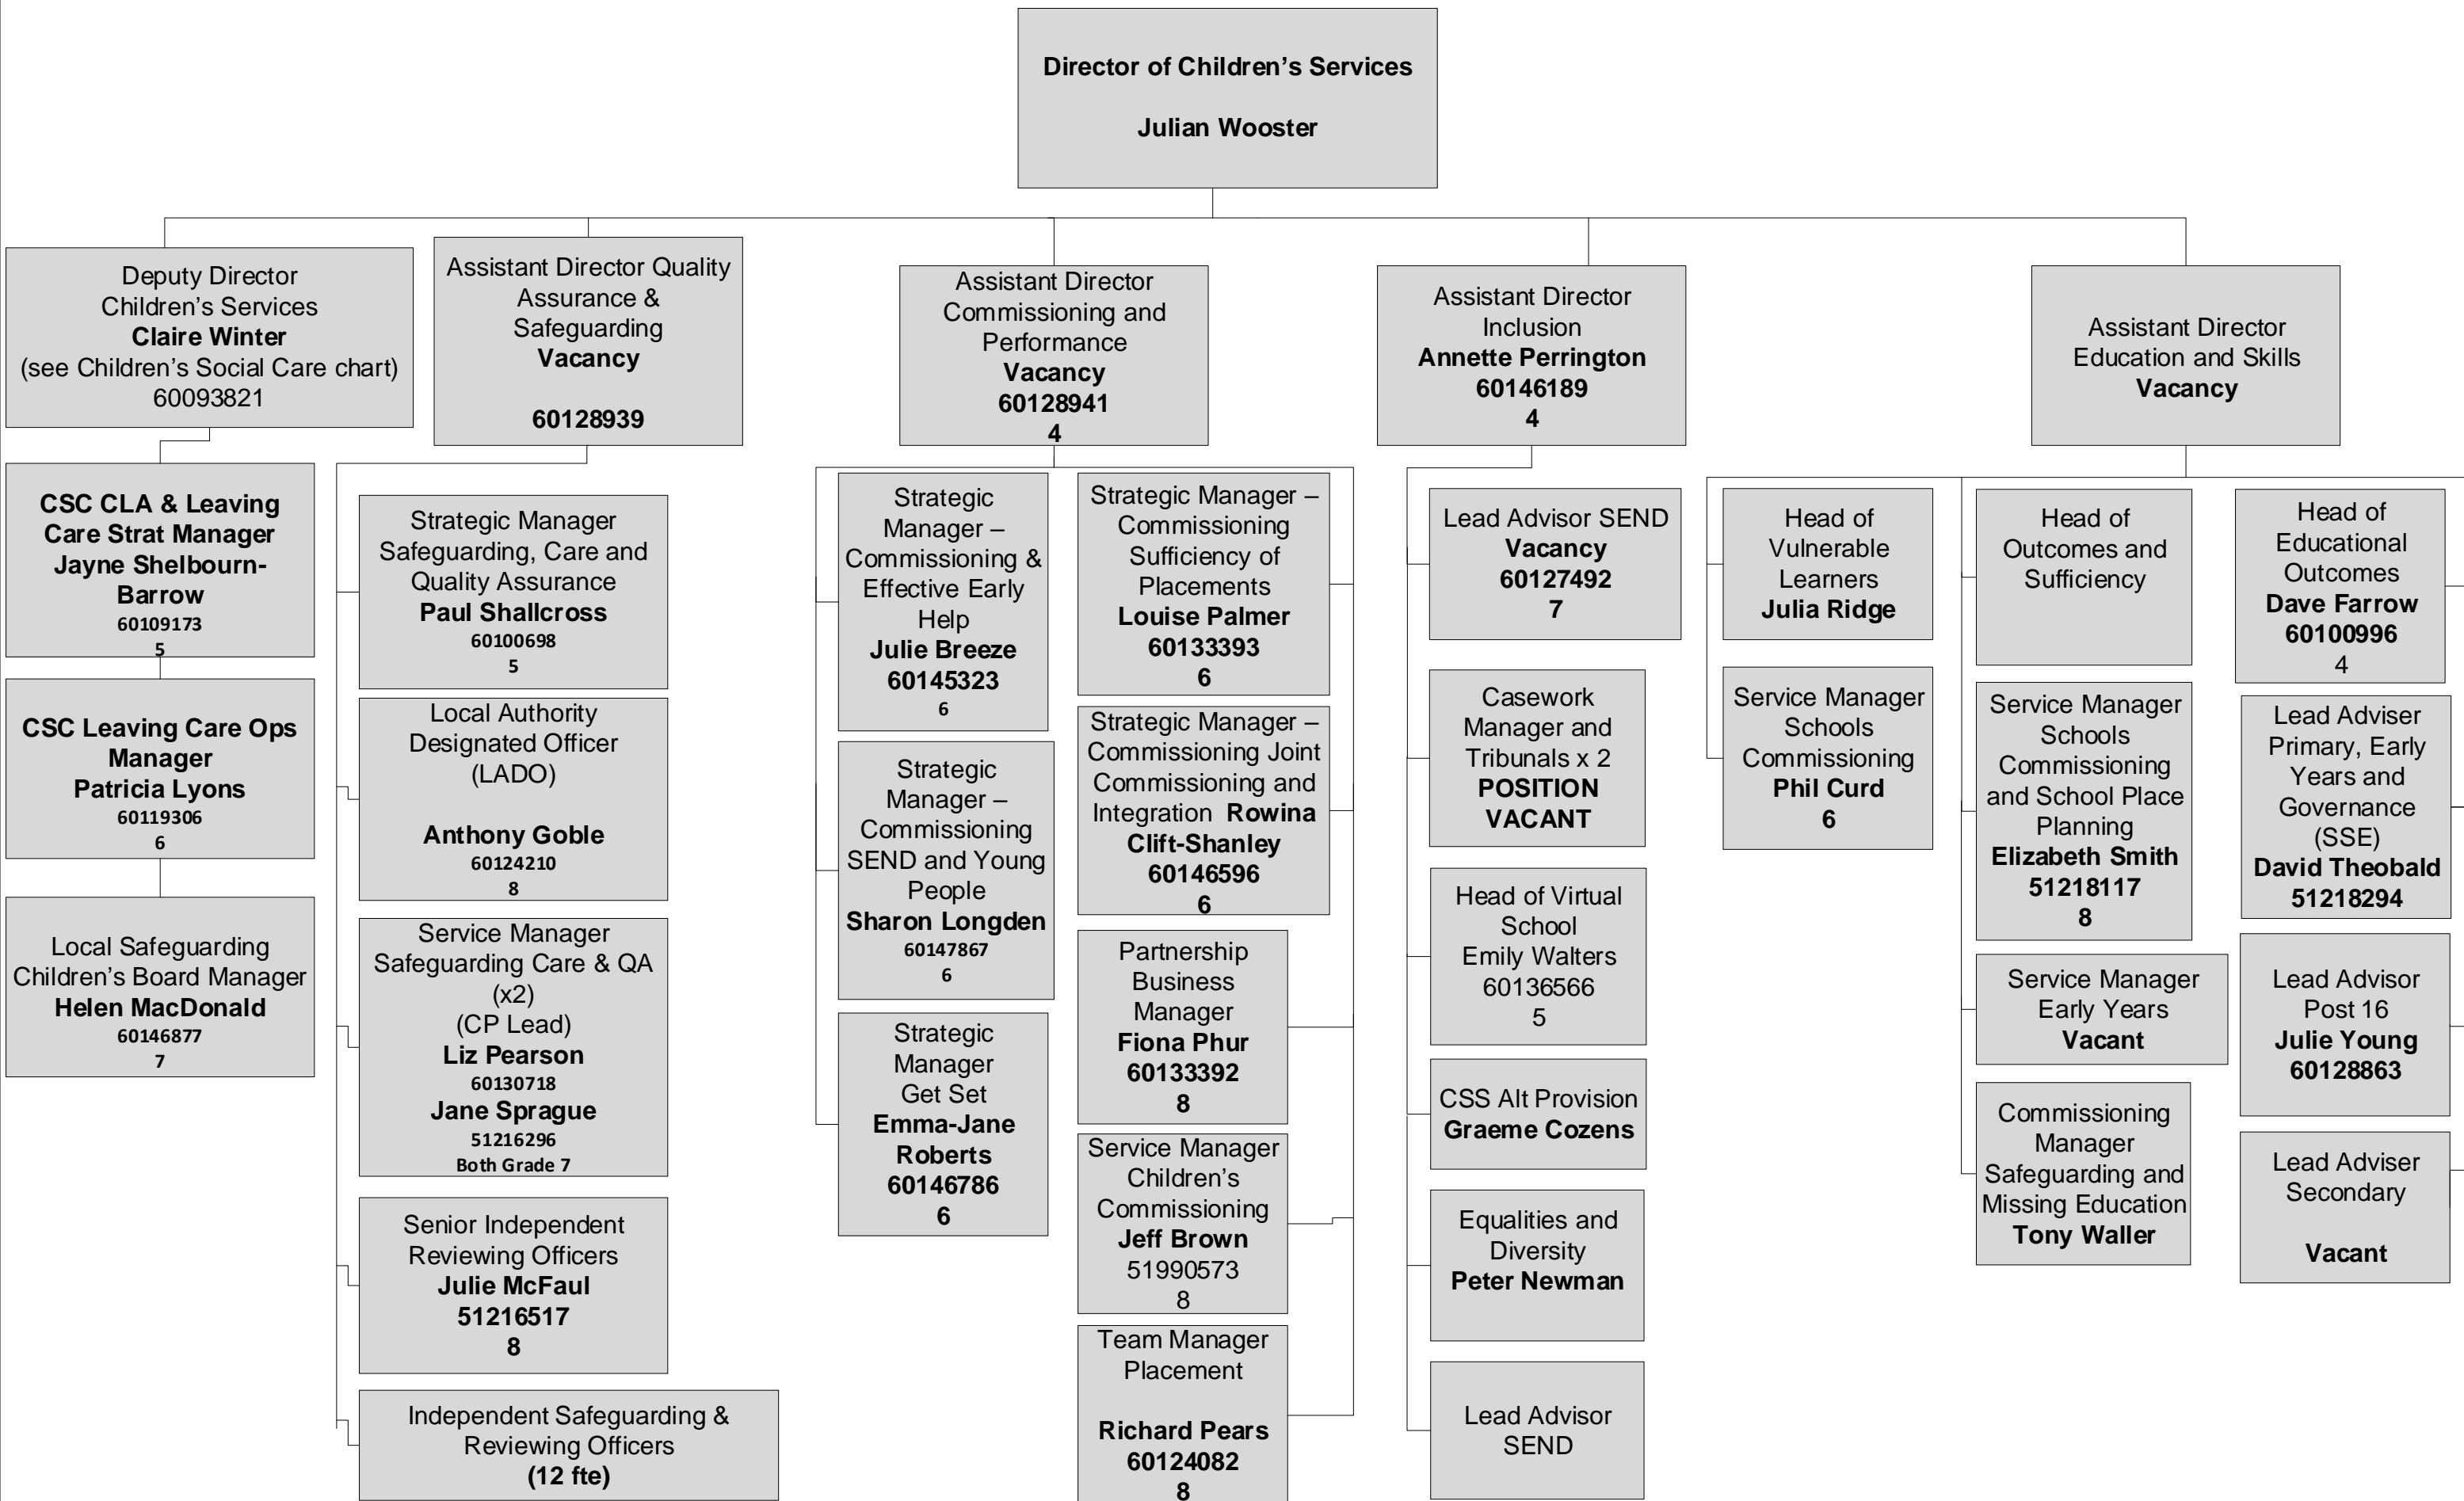 Director of Children's Services
Julian Wooster
Deputy Director
Children's Services
Claire Winter
(see Children's Social Care chart)
60093821
CSC CLA & Leaving
Care Strat Manager
Jayne Shelbourn-
Barrow
60109173
5
CSC Leaving Care Ops
Manager
Patricia Lyons
60119306
6
Local Safeguarding
Children's Board Manager
Helen MacDonald
60146877
7
Assistant Director Quality
Assurance &
Safeguarding
Vacancy
60128939
Strategic Manager
Safeguarding, Care and
Quality Assurance
Paul Shallcross
60100698
5
Local Authority
Designated Officer
(LADO)
Anthony Goble
60124210
8
Service Manager
Safeguarding Care & QA
(x2)
(CP Lead)
Liz Pearson
60130718
Jane Sprague
51216296
Both Grade 7
Senior Independent
Reviewing Officers
Julie McFaul
51216517
8
Independent Safeguarding &
Reviewing Officers
(12 fte)
Assistant Director
Commissioning and
Performance
Vacancy
60128941
4
Strategic
Manager –
Commissioning &
Effective Early
Help
Julie Breeze
60145323
6
Strategic
Manager –
Commissioning
SEND and Young
People
Sharon Longden
60147867
6
Strategic
Manager
Get Set
Emma-Jane
Roberts
60146786
6
Strategic Manager –
Commissioning
Sufficiency of
Placements
Louise Palmer
60133393
6
Strategic Manager –
Commissioning Joint
Commissioning and
Integration Rowina
Clift-Shanley
60146596
6
Partnership
Business
Manager
Fiona Phur
60133392
8
Service Manager
Children's
Commissioning
Jeff Brown
51990573
8
Team Manager
Placement
Richard Pears
60124082
8
Assistant Director
Inclusion
Annette Perrington
60146189
4
Lead Advisor SEND
Vacancy
60127492
7
Casework
Manager and
Tribunals x 2
POSITION
VACANT
Head of Virtual
School
Emily Walters
60136566
5
CSS Alt Provision
Graeme Cozens
Equalities and
Diversity
Peter Newman
Lead Advisor
SEND
Assistant Director
Education and Skills
Vacancy
Head of
Vulnerable
Learners
Julia Ridge
Service Manager
Schools
Commissioning
Phil Curd
6
Head of
Outcomes and
Sufficiency
Service Manager
Schools
Commissioning
and School Place
Planning
Elizabeth Smith
51218117
8
Service Manager
Early Years
Vacant
Commissioning
Manager
Safeguarding and
Missing Education
Tony Waller
Head of
Educational
Outcomes
Dave Farrow
60100996
4
Lead Adviser
Primary, Early
Years and
Governance
(SSE)
David Theobald
51218294
Lead Advisor
Post 16
Julie Young
60128863
Lead Adviser
Secondary
Vacant